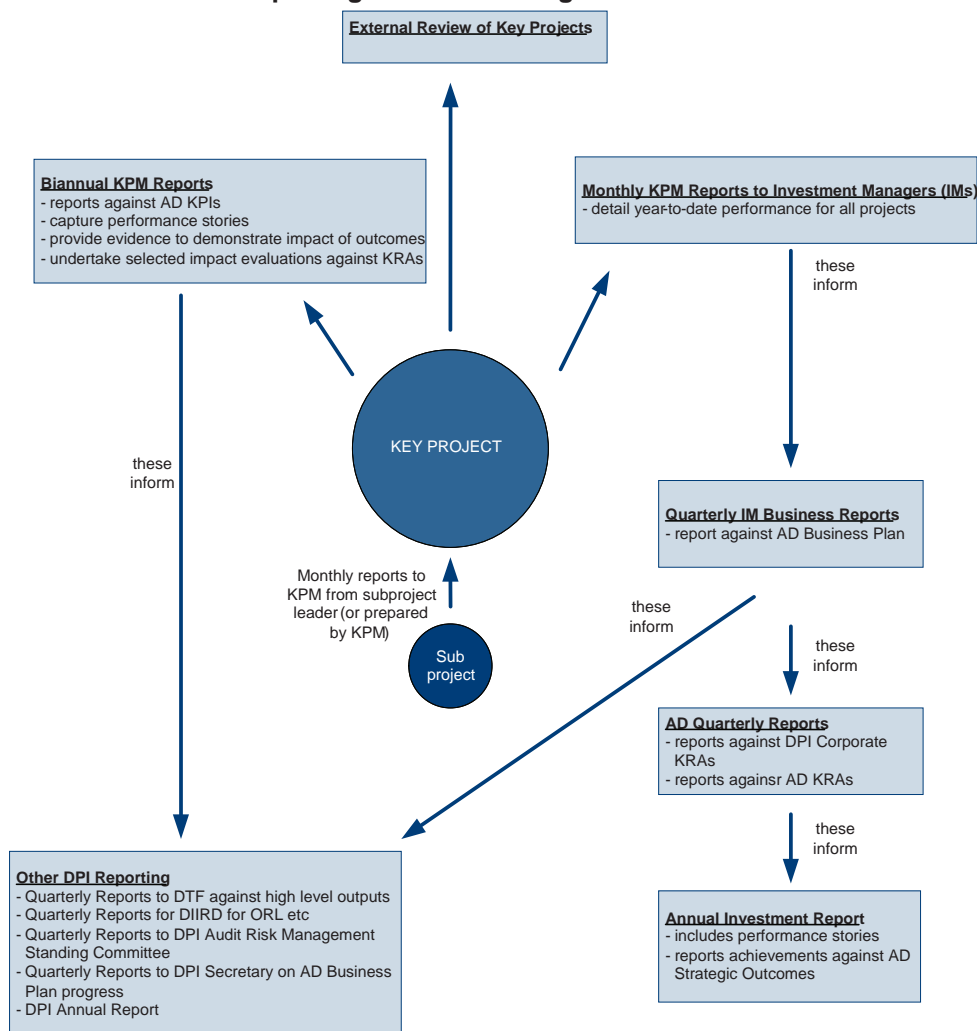 External Review of Key Projects
Biannual KPM Reports
- reports against AD KPIs
- capture performance stories
- provide evidence to demonstrate impact of outcomes
- undertake selected impact evaluations against KRAs
Monthly KPM Reports to Investment Managers (IMs)
- detail year-to-date performance for all projects
these
inform
KEY PROJECT
these
inform
Quarterly IM Business Reports
- report against AD Business Plan
Monthly reports to
KPM from subproject
leader (or prepared
by KPM)
Sub
project
these
inform
these
inform
AD Quarterly Reports
- reports against DPI Corporate
KRAs
- reports againsr AD KRAs
these
inform
Other DPI Reporting
- Quarterly Reports to DTF against high level outputs
- Quarterly Reports for DIIRD for ORL etc
- Quarterly Reports to DPI Audit Risk Management
Standing Committee
- Quarterly Reports to DPI Secretary on AD Business
Plan progress
- DPI Annual Report
Annual Investment Report
- includes performance stories
- reports achievements against AD
Strategic Outcomes